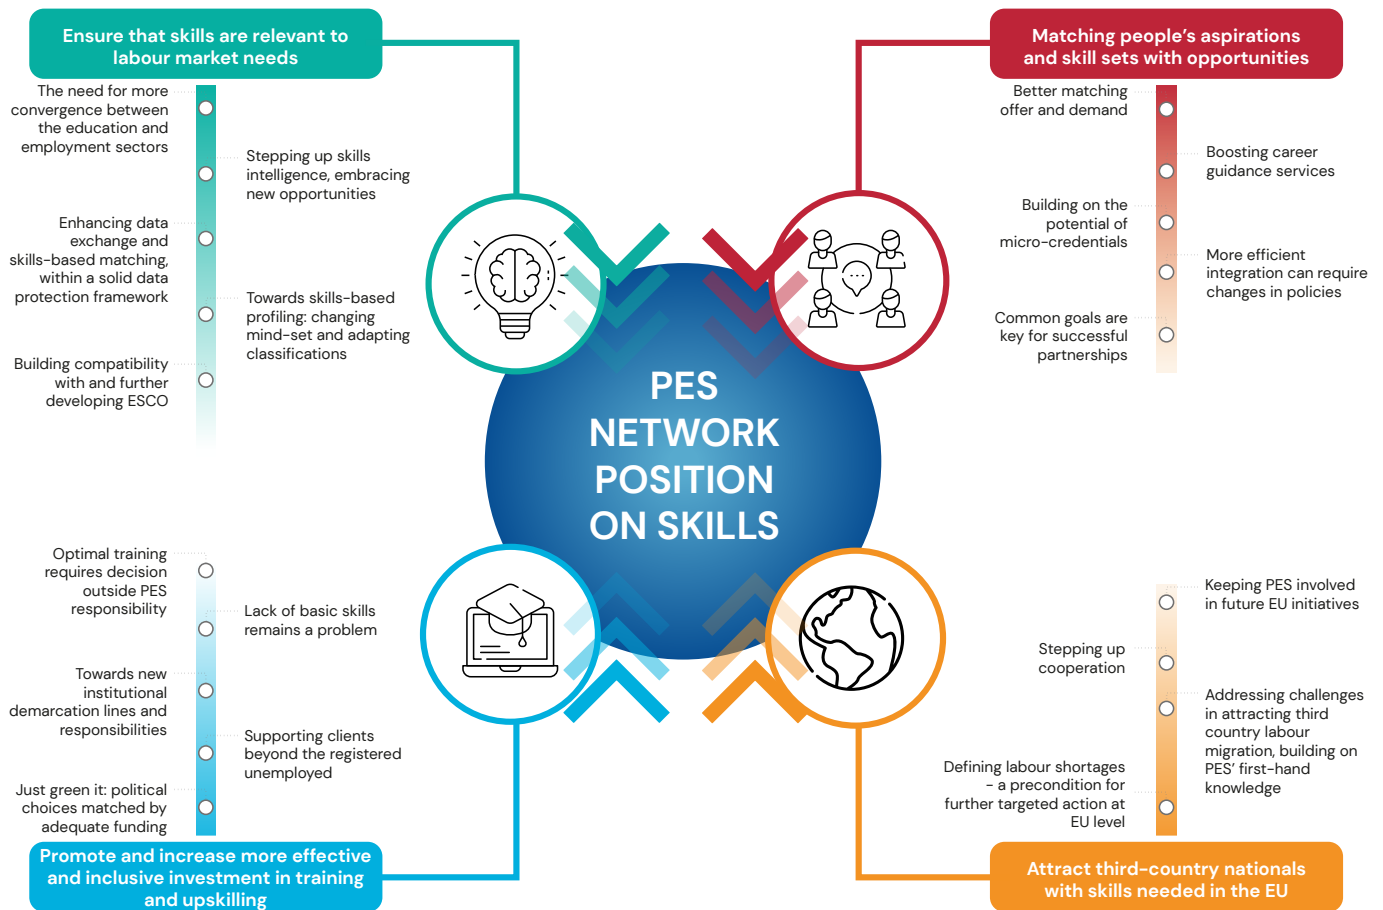 Ensure that skills are relevant to
labour market needs
The need for more
convergence between
the education and
employment sectors
Stepping up skills
intelligence, embracing
new opportunities
Enhancing data
exchange and
skills-based matching,
within a solid data
protection framework
Towards skills-based
profiling: changing
mind-set and adapting
classifications
Building compatibility
with and further
developing ESCO
Matching people’s aspirations
and skill sets with opportunities
Better matching
offer and demand
Boosting career
guidance services
Building on the
potential of
micro-credentials
More efficient
integration can require
changes in policies
Common goals are
key for successful
partnerships
PES
NETWORK
POSITION
ON SKILLS
Optimal training
requires decision
outside PES
responsibility
Lack of basic skills
remains a problem
Towards new
institutional
demarcation lines and
responsibilities
Supporting clients
beyond the registered
unemployed
Just green it: political
choices matched by
adequate funding
Promote and increase more effective
and inclusive investment in training
and upskilling
Keeping PES involved
in future EU initiatives
Stepping up
cooperation
Addressing challenges
in attracting third
country labour
migration, building on
PES’ first-hand
knowledge
Defining labour shortages
– a precondition for
further targeted action at
EU level
Attract third-country nationals
with skills needed in the EU